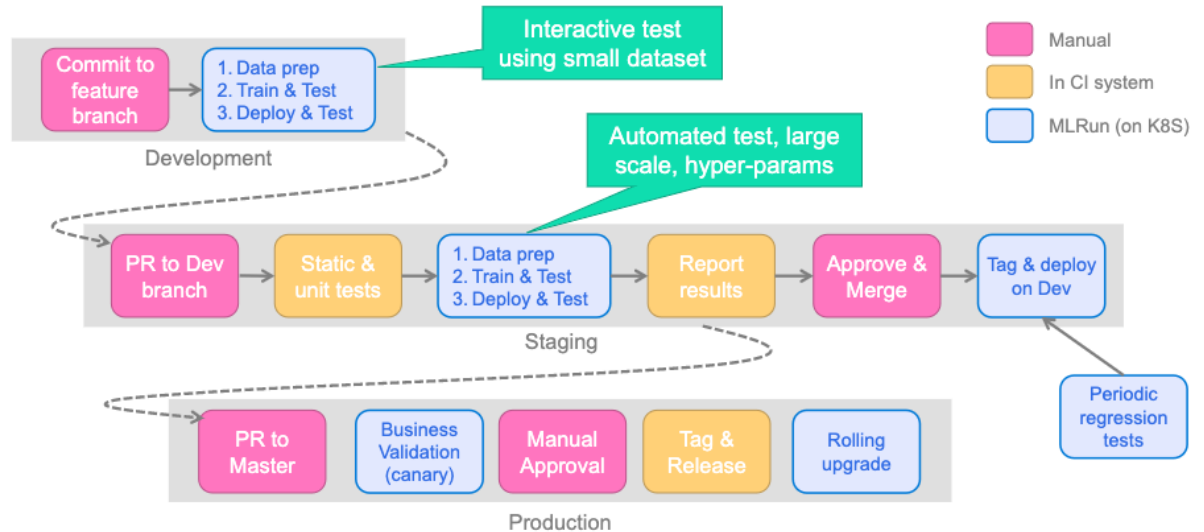 Interactive test
using small dataset
Manual
In CI system
MLRun (on K8S)
Commit to
feature
branch
1. Data prep
2. Train & Test
3. Deploy & Test
Development
Automated test, large
scale, hyper-params
PR to Dev
branch
Static &
unit tests
1. Data prep
2. Train & Test
3. Deploy & Test
Report
results
Approve &
Merge
Tag & deploy
on Dev
Staging
Periodic
regression
tests
PR to
Master
Business
Validation
(canary)
Manual
Approval
Tag &
Release
Rolling
upgrade
Production